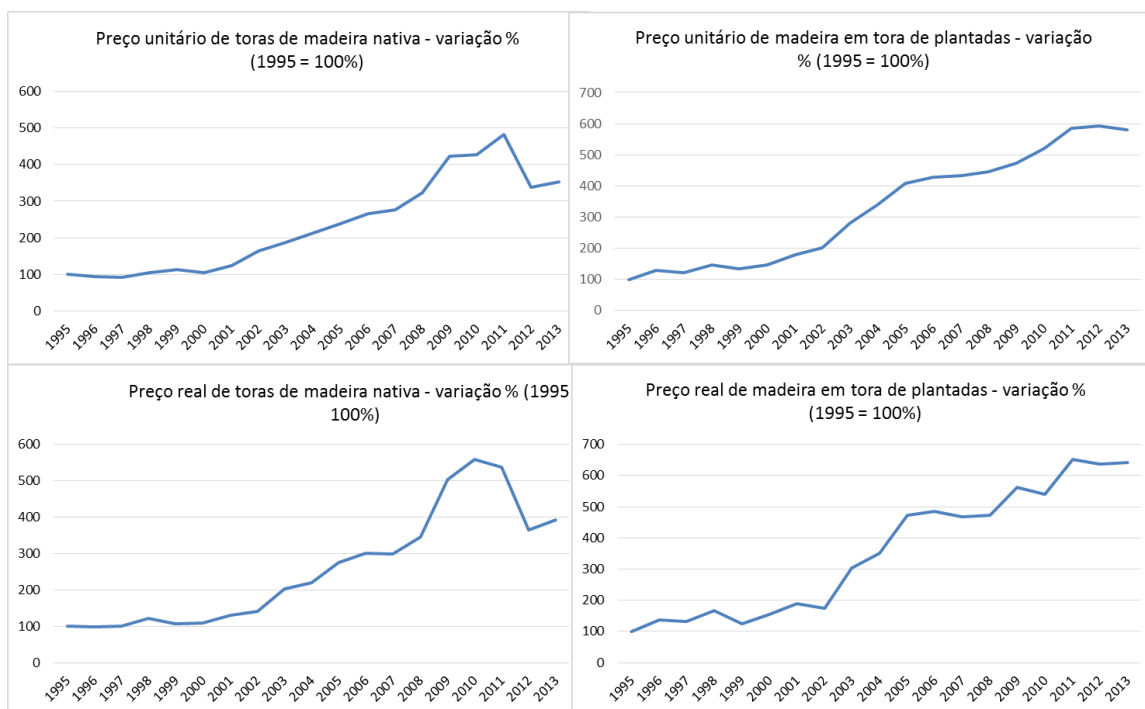 Preço unitário de toras de madeira nativa - variação %
(1995 = 100%)
600
500
400
300
200
100
0
1995 1996 1997 1998 1999 2000 2001 2002 2003 2004 2005 2006 2007 2008 2009 2010 2011 2012 2013
Preço unitário de madeira em tora de plantadas - variação
% (1995 = 100%)
700
600
500
400
300
200
100
0
1995 1996 1997 1998 1999 2000 2001 2002 2003 2004 2005 2006 2007 2008 2009 2010 2011 2012 2013
Preço real de toras de madeira nativa - variação % (1995
100%)
600
500
400
300
200
100
0
1995 1996 1997 1998 1999 2000 2001 2002 2003 2004 2005 2006 2007 2008 2009 2010 2011 2012 2013
Preço real de madeira em tora de plantadas - variação %
(1995 = 100%)
700
600
500
400
300
200
100
0
1995 1996 1997 1998 1999 2000 2001 2002 2003 2004 2005 2006 2007 2008 2009 2010 2011 2012 2013